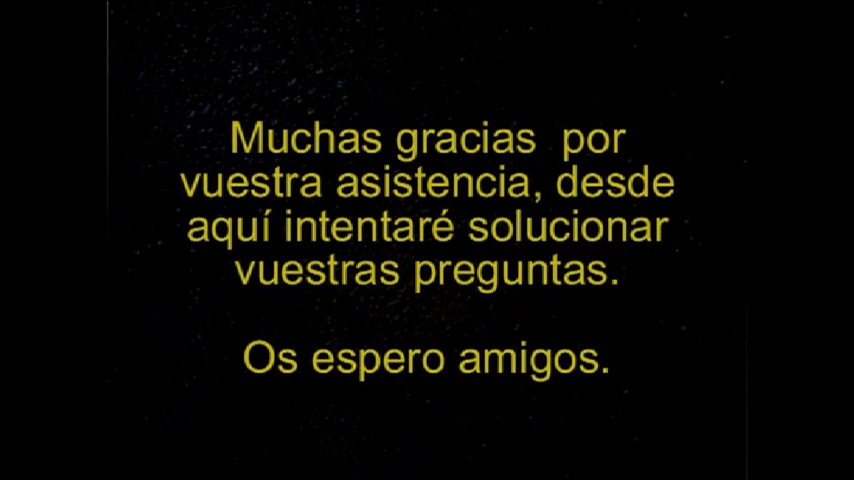 Muchas gracias  por
vuestra asistencia, desde
aquí intentaré solucionar
vuestras preguntas.
Os espero amigos.